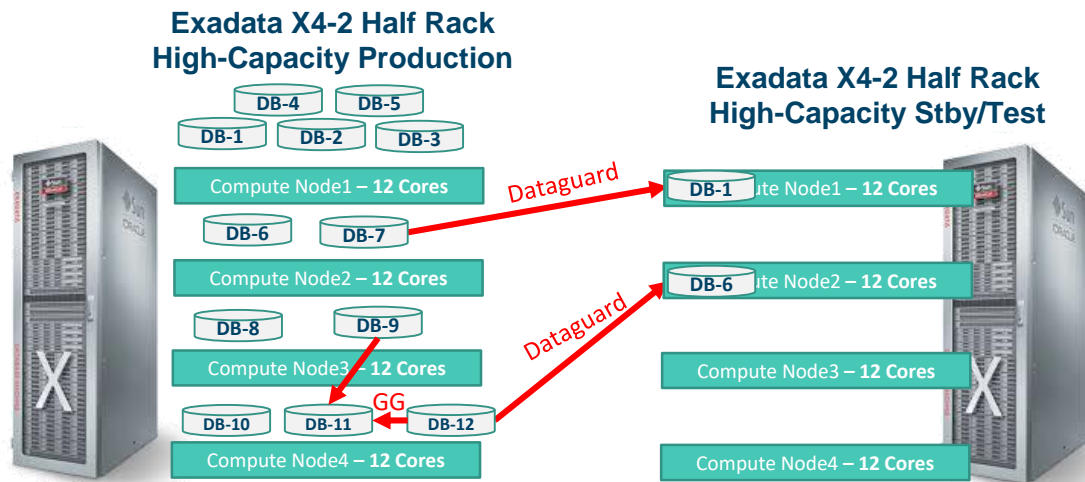 Exadata X4-2 Half Rack
High-Capacity Production
DB-4
DB-5
DB-1
DB-2
DB-3
Compute Node1 – 12 Cores
DB-6
DB-7
Compute Node2 – 12 Cores
DB-8
DB-9
Compute Node3 – 12 Cores
GG
DB-10
DB-11
DB-12
Compute Node4 – 12 Cores
Dataguard
Dataguard
Exadata X4-2 Half Rack
High-Capacity Stby/Test
DB-1
ute Node1 – 12 Cores
DB-6
ute Node2 – 12 Cores
Compute Node3 – 12 Cores
Compute Node4 – 12 Cores
Sun
ORACLE
X
Sun
ORACLE
X